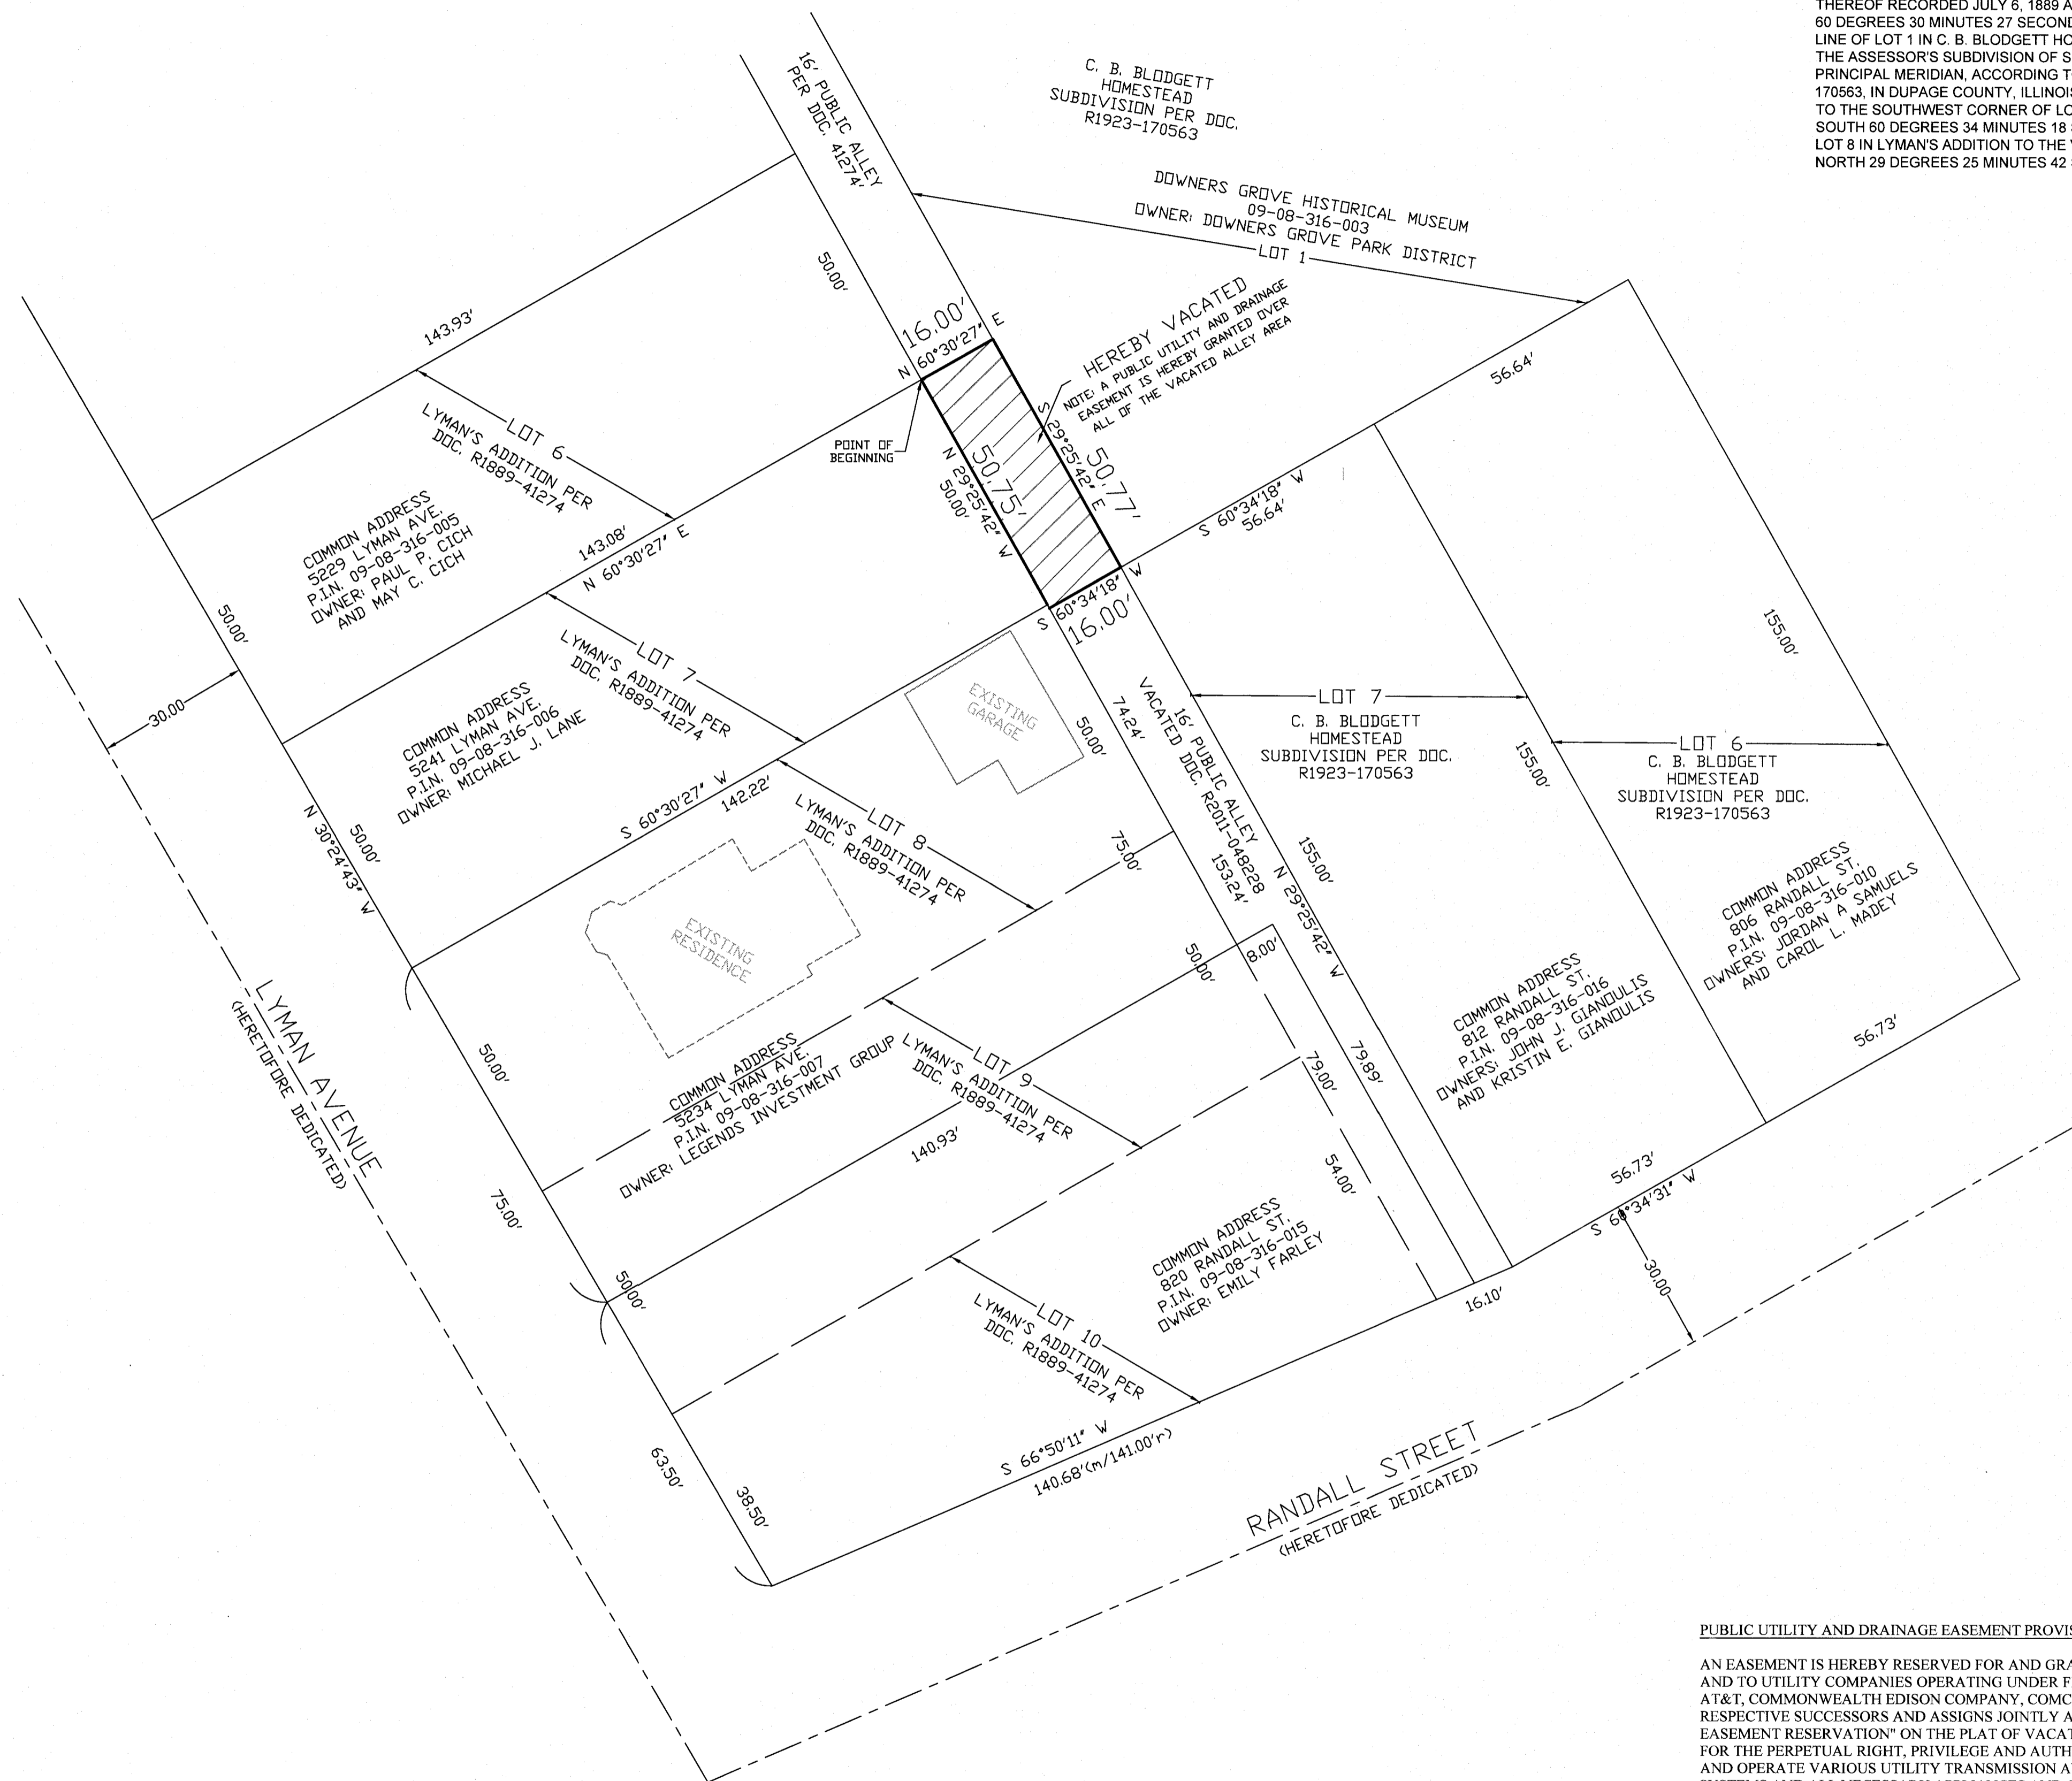 THEREOF RECORDED JULY 6, 1889 A
60 DEGREES 30 MINUTES 27 SECOND
LINE OF LOT 1 IN C. B. BLODGETT HO
THE ASSESSOR'S SUBDIVISION OF S
PRINCIPAL MERIDIAN, ACCORDING T
170563, IN DUPAGE COUNTY, ILLINOI
TO THE SOUTHWEST CORNER OF LO
SOUTH 60 DEGREES 34 MINUTES 18
LOT 8 IN LYMAN'S ADDITION TO THE
NORTH 29 DEGREES 25 MINUTES 42
16' PUBLIC ALLEY
PER DOC. 41274'
C. B. BLODGETT
HOMESTEAD
SUBDIVISION PER DOC.
R1923-170563
DOWNERS GROVE HISTORICAL MUSEUM
09-08-316-003
OWNER: DOWNERS GROVE PARK DISTRICT
LOT 1
50.00'
143.93'
16.00'
N 60°30'27" E
HEREBY VACATED
NOTE: A PUBLIC UTILITY AND DRAINAGE
EASEMENT IS HEREBY GRANTED OVER
ALL OF THE VACATED ALLEY AREA
56.64'
POINT OF
BEGINNING
S 29°25'42" E
50.77'
50.75'
N 29°25'42" W
50.00'
LOT 6
LYMAN'S ADDITION PER
DOC. R1889-41274
S 60°34'18" W
56.64'
COMMON ADDRESS
5229 LYMAN AVE.
P.I.N. 09-08-316-005
OWNER: PAUL P. CICH
AND MAY C. CICH
143.08'
N 60°30'27" E
50.00'
S 60°34'18" W
16.00'
155.00'
LOT 7
LYMAN'S ADDITION PER
DOC. R1889-41274
30.00
COMMON ADDRESS
5241 LYMAN AVE.
P.I.N. 09-08-316-006
OWNER: MICHAEL J. LANE
EXISTING
GARAGE
50.00'
74.24'
16' PUBLIC ALLEY
VACATED DOC. R2011-048228
153.24'
LOT 7
C. B. BLODGETT
HOMESTEAD
SUBDIVISION PER DOC.
R1923-170563
155.00'
LOT 6
C. B. BLODGETT
HOMESTEAD
SUBDIVISION PER DOC.
R1923-170563
N 30°24'43" W
50.00'
S 60°30'27" W
142.22'
LOT 8
LYMAN'S ADDITION PER
DOC. R1889-41274
75.00'
155.00'
N 29°25'42" W
COMMON ADDRESS
806 RANDALL ST.
P.I.N. 09-08-316-010
OWNERS: JORDAN A SAMUELS
AND CAROL L. MADEY
EXISTING
RESIDENCE
50.00'
8.00'
COMMON ADDRESS
812 RANDALL ST.
P.I.N. 09-08-316-016
OWNERS: JOHN J. GIANOULIS
AND KRISTIN E. GIANOULIS
56.73'
LYMAN AVENUE
(HERETOFORE DEDICATED)
50.00'
COMMON ADDRESS
5234 LYMAN AVE.
P.I.N. 09-08-316-007
OWNER: LEGENDS INVESTMENT GROUP
LOT 9
LYMAN'S ADDITION PER
DOC. R1889-41274
79.00'
79.89'
140.93'
75.00'
54.00'
56.73'
S 60°34'31" W
COMMON ADDRESS
820 RANDALL ST.
P.I.N. 09-08-316-015
OWNER: EMILY FARLEY
30.00
50.00'
16.10'
LOT 10
LYMAN'S ADDITION PER
DOC. R1889-41274
63.50'
38.50'
S 66°50'11" W
140.68'(m/141.00'r)
RANDALL STREET
(HERETOFORE DEDICATED)
PUBLIC UTILITY AND DRAINAGE EASEMENT PROVIS
AN EASEMENT IS HEREBY RESERVED FOR AND GRA
AND TO UTILITY COMPANIES OPERATING UNDER F
AT&T, COMMONWEALTH EDISON COMPANY, COMC
RESPECTIVE SUCCESSORS AND ASSIGNS JOINTLY A
EASEMENT RESERVATION" ON THE PLAT OF VACAT
FOR THE PERPETUAL RIGHT, PRIVILEGE AND AUTH
AND OPERATE VARIOUS UTILITY TRANSMISSION A